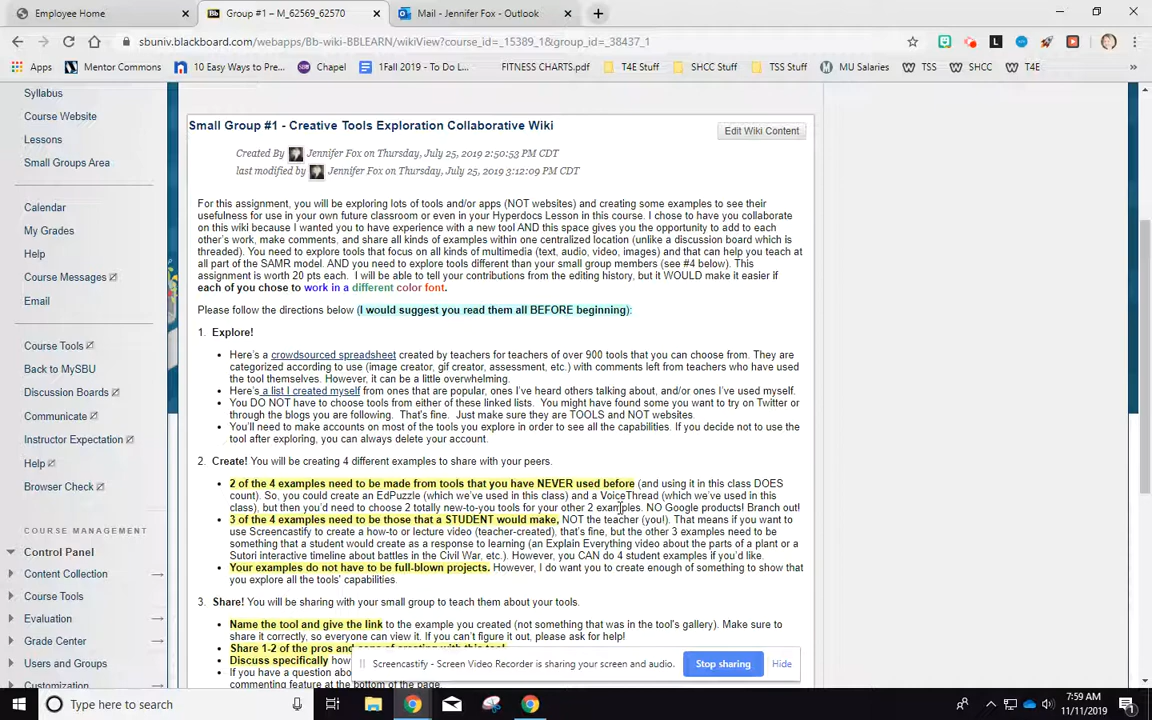 Employee Home
Group #1 – M_62569_62570
Mail - Jennifer Fox - Outlook
sbuniv.blackboard.com/webapps/Bb-wiki-BBLEARN/wikiView?course_id=_15389_1&group_id=_38437_1
Apps
Mentor Commons
10 Easy Ways to Pre...
Chapel
1Fall 2019 - To Do L...
FITNESS CHARTS.pdf
T4E Stuff
SHCC Stuff
TSS Stuff
MU Salaries
TSS
SHCC
T4E
Syllabus
Course Website
Lessons
Small Groups Area
Calendar
My Grades
Help
Course Messages
Email
Course Tools
Back to MySBU
Discussion Boards
Communicate
Instructor Expectation
Help
Browser Check
COURSE MANAGEMENT
Control Panel
Content Collection
Course Tools
Evaluation
Grade Center
Users and Groups
Customization
Small Group #1 - Creative Tools Exploration Collaborative Wiki
Edit Wiki Content
Created By Jennifer Fox on Thursday, July 25, 2019 2:50:53 PM CDT
last modified by Jennifer Fox on Thursday, July 25, 2019 3:12:09 PM CDT
For this assignment, you will be exploring lots of tools and/or apps (NOT websites) and creating some examples to see their
usefulness for use in your own future classroom or even in your Hyperdocs Lesson in this course. I chose to have you collaborate
on this wiki because I wanted you to have experience with a new tool AND this space gives you the opportunity to add to each
other's work, make comments, and share all kinds of examples within one centralized location (unlike a discussion board which is
threaded). You need to explore tools that focus on all kinds of multimedia (text, audio, video, images) and that can help you teach at
all part of the SAMR model. AND you need to explore tools different than your small group members (see #4 below). This
assignment is worth 20 pts each. I will be able to tell your contributions from the editing history, but it WOULD make it easier if
each of you chose to work in a different color font.
Please follow the directions below (I would suggest you read them all BEFORE beginning):
1. Explore!
• Here's a crowdsourced spreadsheet created by teachers for teachers of over 900 tools that you can choose from. They are
categorized according to use (image creator, gif creator, assessment, etc.) with comments left from teachers who have used
the tool themselves. However, it can be a little overwhelming.
• Here's a list I created myself from ones that are popular, ones I've heard others talking about, and/or ones I've used myself.
• You DO NOT have to choose tools from either of these linked lists. You might have found some you want to try on Twitter or
through the blogs you are following. That's fine. Just make sure they are TOOLS and NOT websites.
• You'll need to make accounts on most of the tools you explore in order to see all the capabilities. If you decide not to use the
tool after exploring, you can always delete your account.
2. Create! You will be creating 4 different examples to share with your peers.
• 2 of the 4 examples need to be made from tools that you have NEVER used before (and using it in this class DOES
count). So, you could create an EdPuzzle (which we've used in this class) and a VoiceThread (which we've used in this
class), but then you'd need to choose 2 totally new-to-you tools for your other 2 examples. NO Google products! Branch out!
• 3 of the 4 examples need to be those that a STUDENT would make, NOT the teacher (you!). That means if you want to
use Screencastify to create a how-to or lecture video (teacher-created), that's fine, but the other 3 examples need to be
something that a student would create as a response to learning (an Explain Everything video about the parts of a plant or a
Sutori interactive timeline about battles in the Civil War, etc.). However, you CAN do 4 student examples if you'd like.
• Your examples do not have to be full-blown projects. However, I do want you to create enough of something to show that
you explore all the tools' capabilities.
3. Share! You will be sharing with your small group to teach them about your tools.
• Name the tool and give the link to the example you created (not something that was in the tool's gallery). Make sure to
share it correctly, so everyone can view it. If you can't figure it out, please ask for help!
• Share 1-2 of the pros and cons of creating with this tool
• Discuss specifically how
• If you have a question abo
commenting feature at the bottom of the page.
Screencastify - Screen Video Recorder is sharing your screen and audio.
Stop sharing
Hide
Type here to search
7:59 AM
11/11/2019